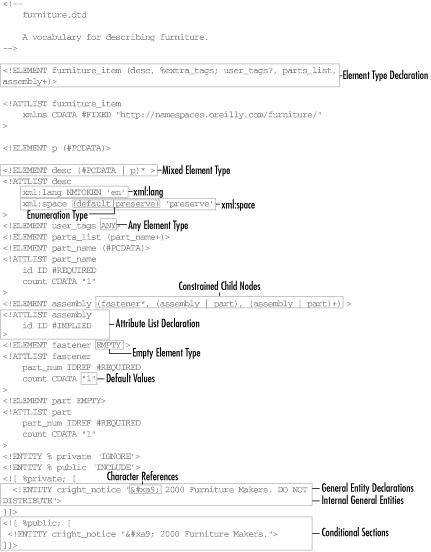 <!--
furniture.dtd
A vocabulary for describing furniture.
-->
<!ELEMENT furniture_item (desc, %extra_tags; user_tags?, parts_list,
assembly+)>
Element Type Declaration
<!ATTLIST furniture_item
xmlns CDATA #FIXED "http://namespaces.oreilly.com/furniture/"
>
<!ELEMENT p (#PCDATA)>
<!ELEMENT desc (#PCDATA | p)* >
Mixed Element Type
<!ATTLIST desc
xml:lang NMTOKEN 'en'
xml:lang
xml:space (default|preserve) 'preserve'
xml:space
>
Enumeration Type
<!ELEMENT user_tags ANY>
Any Element Type
<!ELEMENT parts_list (part_name+)>
<!ELEMENT part_name (#PCDATA)>
<!ATTLIST part_name
id ID #REQUIRED
count CDATA "1"
>
Constrained Child Nodes
<!ELEMENT assembly (fastener*, (assembly | part), (assembly | part)+) >
<!ATTLIST assembly
id ID #IMPLIED
>
Attribute List Declaration
<!ELEMENT fastener EMPTY >
Empty Element Type
<!ATTLIST fastener
part_num IDREF #REQUIRED
count CDATA "1"
Default Values
>
<!ELEMENT part EMPTY>
<!ATTLIST part
part_num IDREF #REQUIRED
count CDATA "1"
>
<!ENTITY % private 'IGNORE'>
<!ENTITY % public 'INCLUDE'>
Character References
<![ %private; [
<!ENTITY cright_notice "&#xa9; 2000 Furniture Makers. DO NOT
General Entity Declarations
DISTRIBUTE">
Internal General Entities
]]>
<![ %public; [
<!ENTITY cright_notice "&#xa9; 2000 Furniture Makers.">
Conditional Sections
]]>